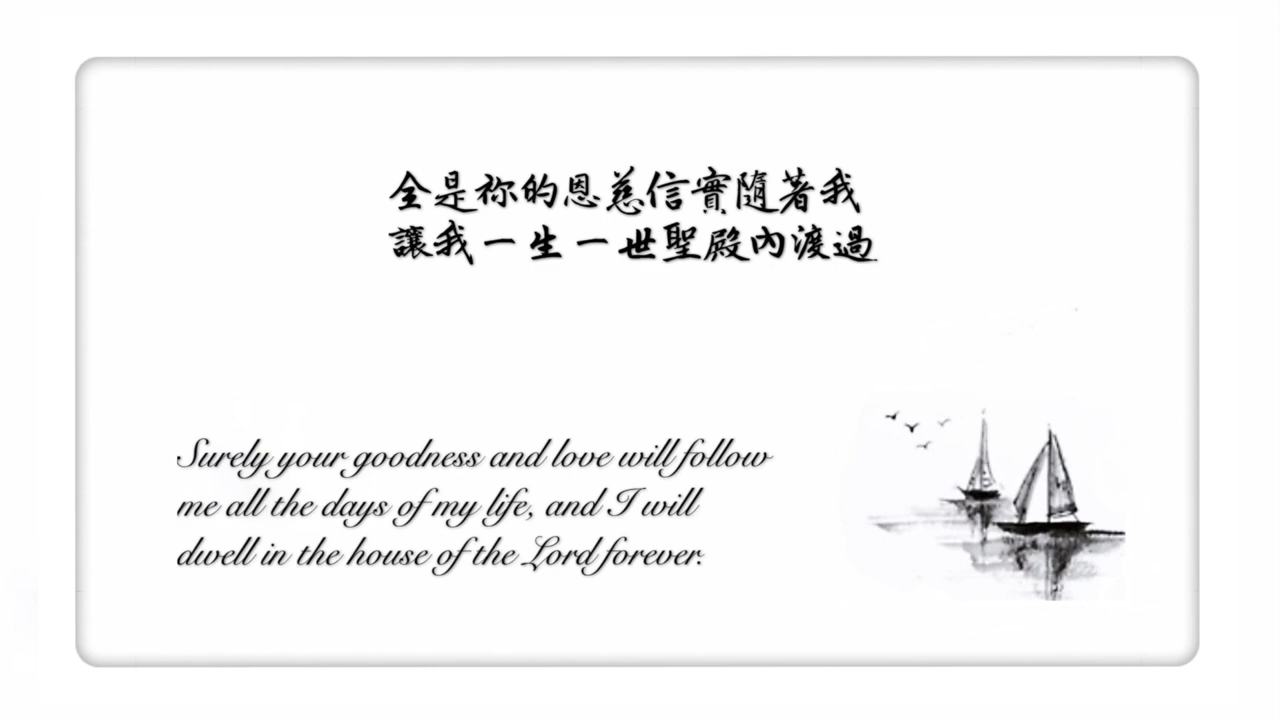 全是祢的恩慈信實隨著我
讓我一生一世聖殿內渡過
Surely your goodness and love will follow
me all the days of my life, and I will
dwell in the house of the Lord forever.